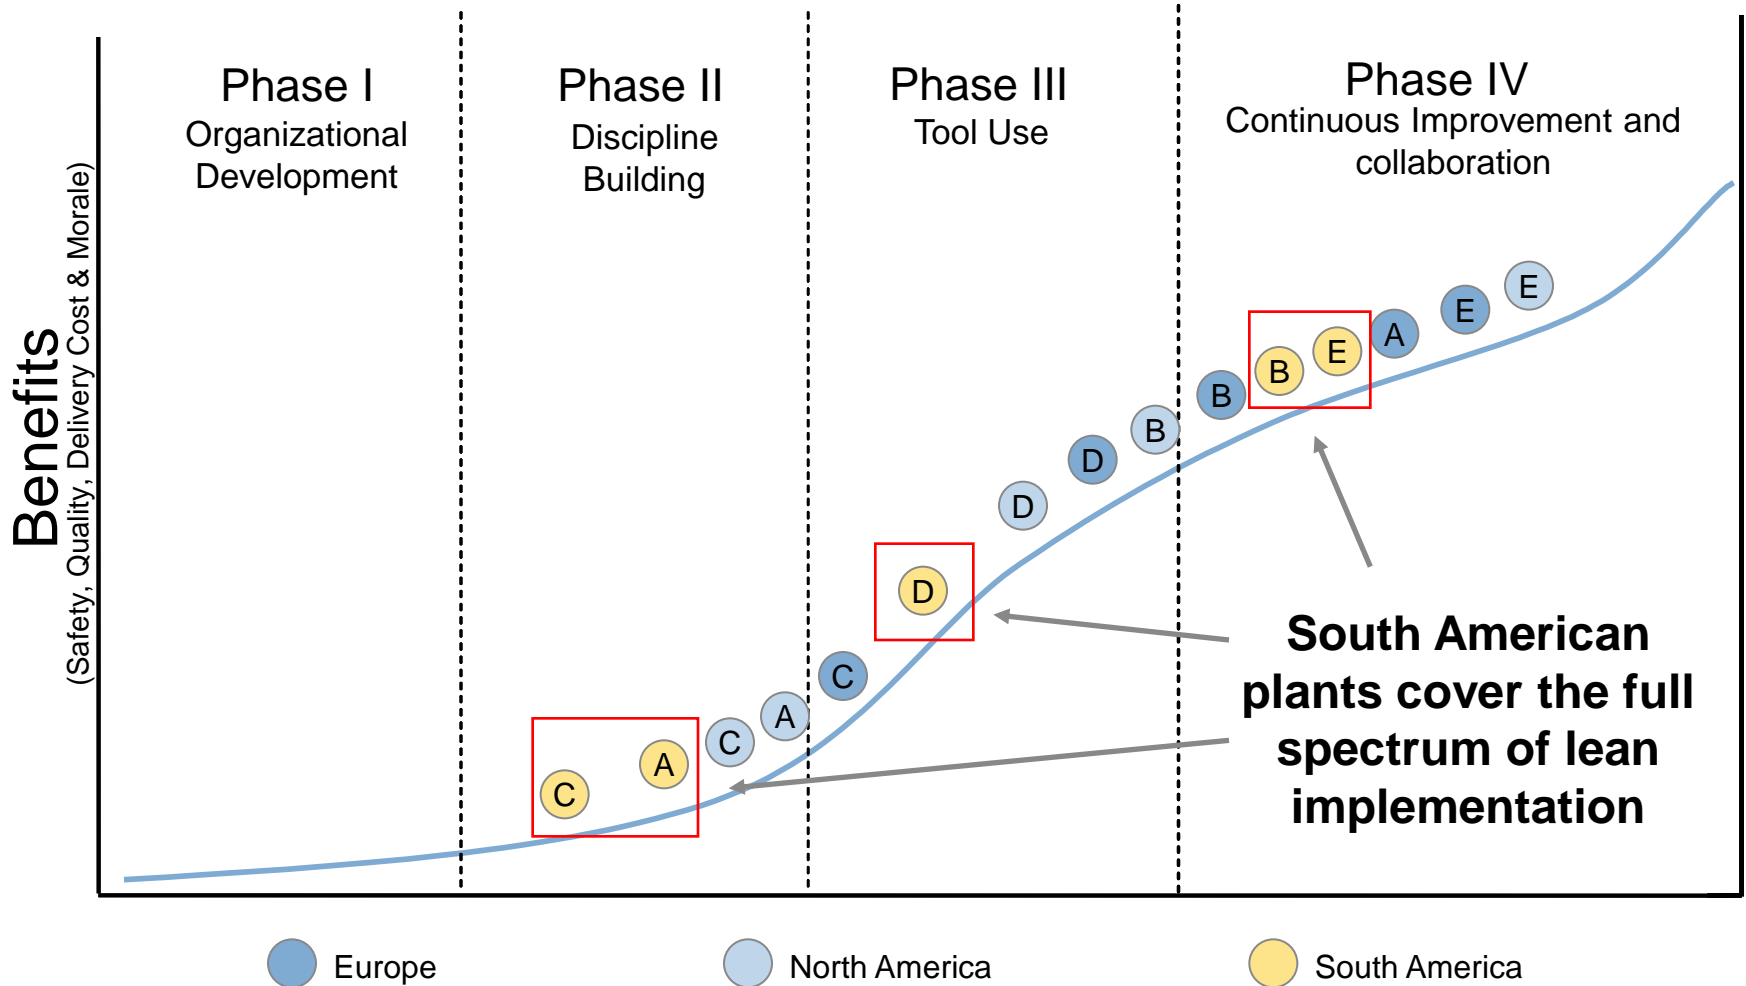 Phase I
Organizational
Development
Phase II
Discipline
Building
Phase III
Tool Use
Phase IV
Continuous Improvement and
collaboration
Benefits
(Safety, Quality, Delivery Cost & Morale)
C
A
C
A
C
D
D
D
B
B
B
E
A
E
E
South American
plants cover the full
spectrum of lean
implementation
Europe
North America
South America